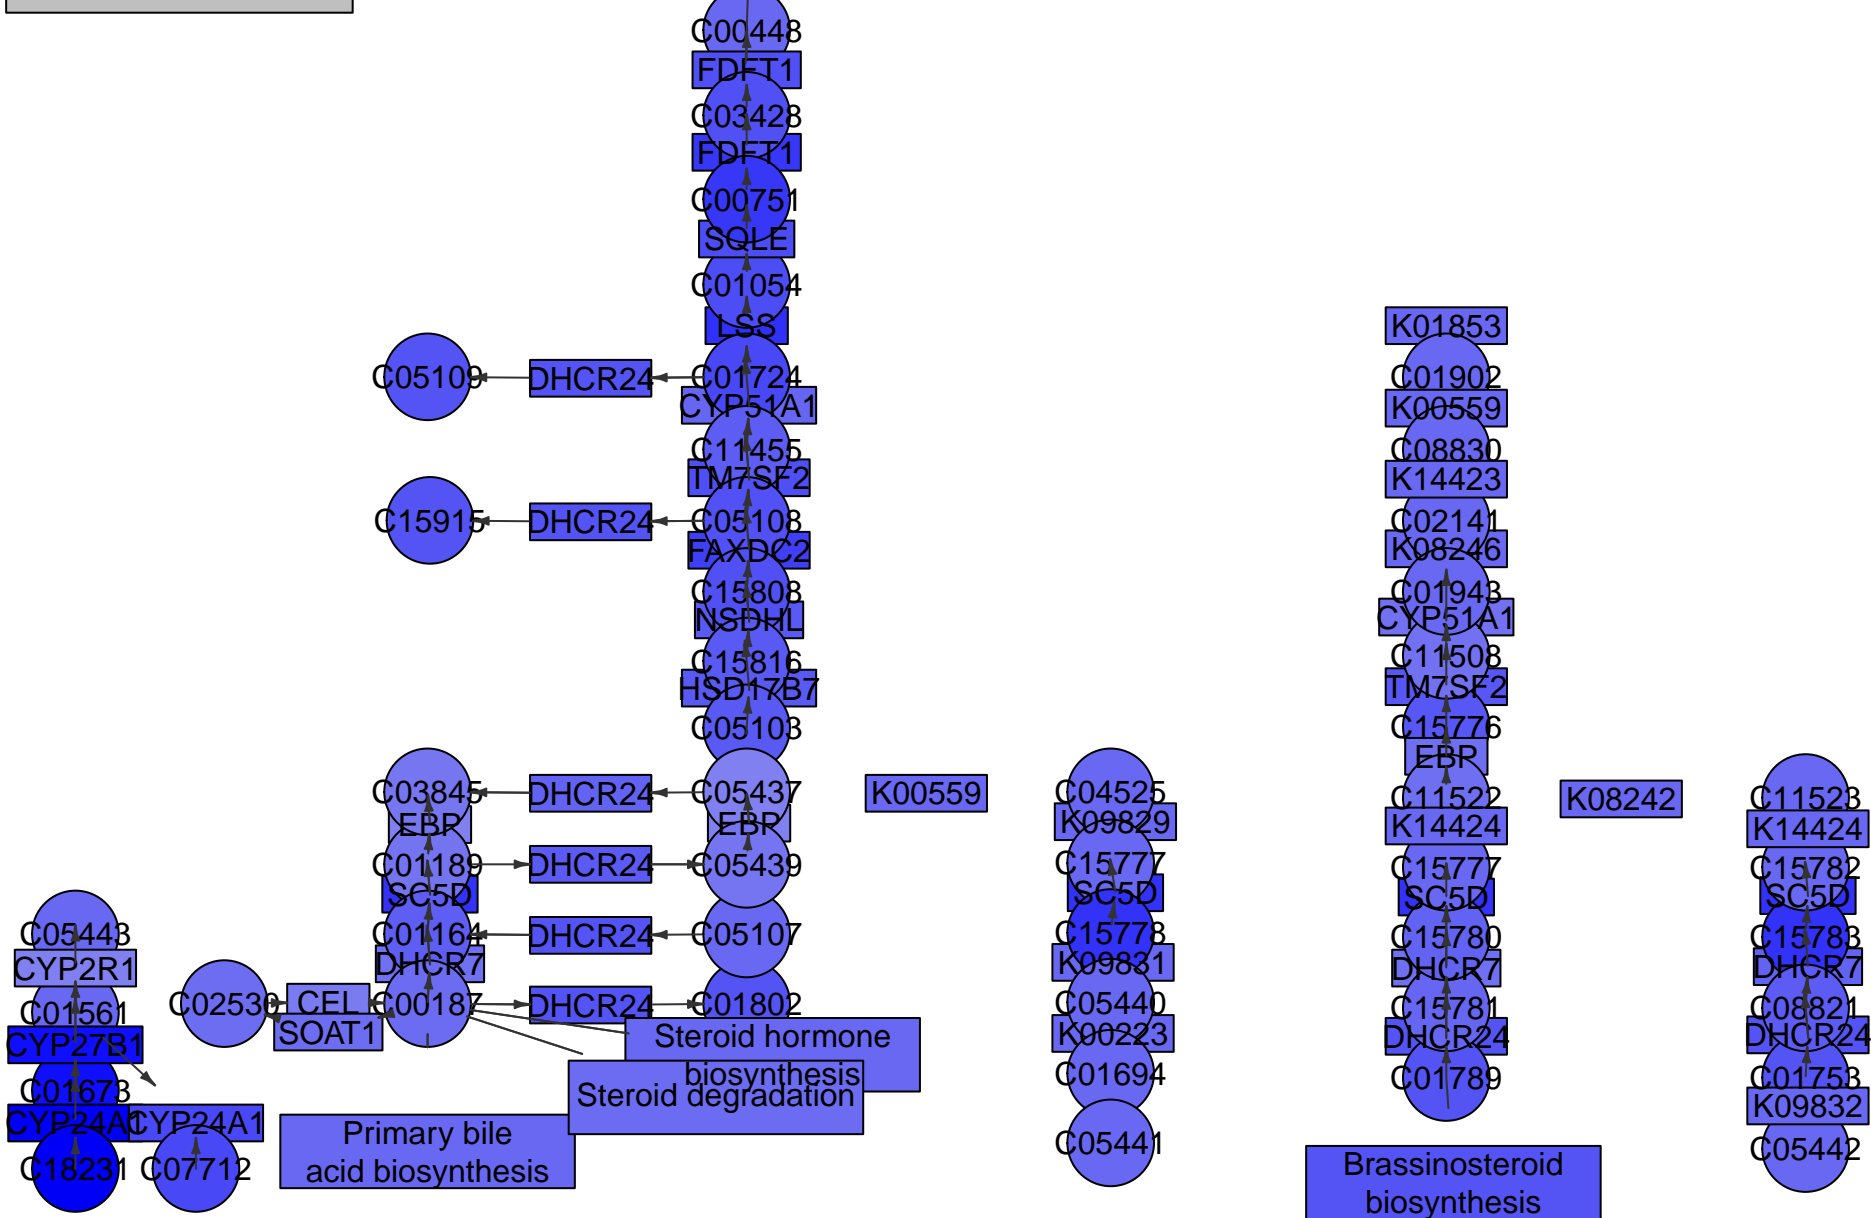 C00448
FDFT1
C03428
FDFT1
C00751
SQLE
C01054
LSS
C05109
DHCR24
C01724
CYP51A1
C11455
TM7SF2
C15915
DHCR24
C05108
FAXDC2
C15808
NSDHL
C15816
HSD17B7
C05103
C03845
DHCR24
C05437
EBP
EBP
C01189
DHCR24
C05439
SC5D
C01164
DHCR24
C05107
DHCR7
C02530
CEL
SOAT1
C00187
DHCR24
C01802
C05443
CYP2R1
C01561
CYP27B1
C01673
CYP24A1
CYP24A1
C18231
C07712
Steroid hormone
biosynthesis
Steroid degradation
Primary bile
acid biosynthesis
K00559
C04525
K09829
C15777
SC5D
C15778
K09831
C05440
K00223
C01694
C05441
K01853
C01902
K00559
C08830
K14423
C02141
K08246
C01943
CYP51A1
C11508
TM7SF2
C15776
EBP
C11522
K14424
C15777
SC5D
C15780
DHCR7
C15781
DHCR24
C01789
Brassinosteroid
biosynthesis
K08242
C11523
K14424
C15782
SC5D
C15783
DHCR7
C08821
DHCR24
C01753
K09832
C05442